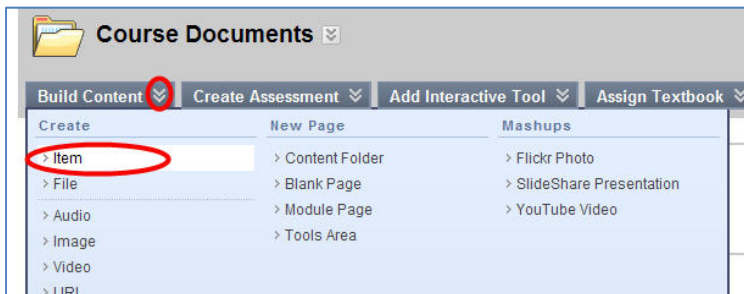 Course Documents
Build Content Create Assessment Add Interactive Tool Assign Textbook
Create New Page Mashups
> Item > Content Folder > Flickr Photo
> File > Blank Page > SlideShare Presentation
> Audio > Module Page > YouTube Video
> Image > Tools Area
> Video
> URL